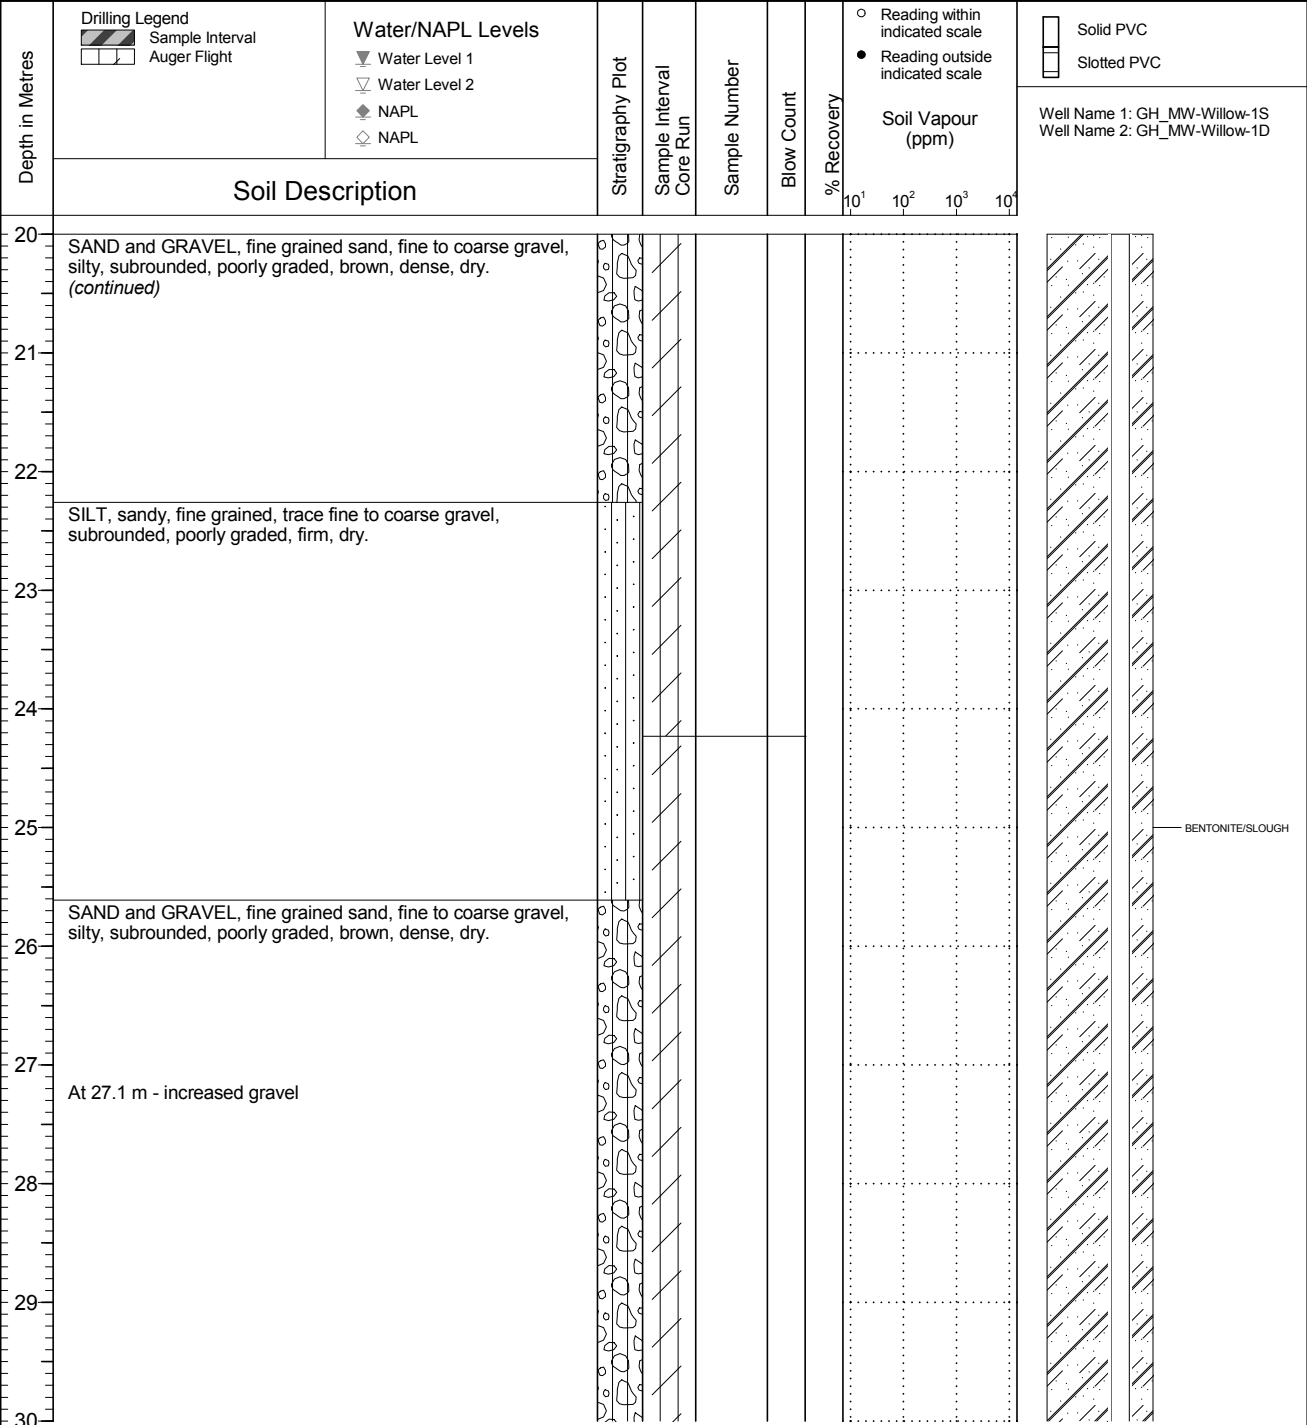 Depth in Metres
Drilling Legend
Sample Interval
Auger Flight
Water/NAPL Levels
Water Level 1
Water Level 2
NAPL
NAPL
Soil Description
Stratigraphy Plot
Sample Interval
Core Run
Sample Number
Blow Count
% Recovery
Reading within
indicated scale
Reading outside
indicated scale
Soil Vapour
(ppm)
10¹ 10² 10³ 10⁴
Solid PVC
Slotted PVC
Well Name 1: GH_MW-Willow-1S
Well Name 2: GH_MW-Willow-1D
20
SAND and GRAVEL, fine grained sand, fine to coarse gravel,
silty, subrounded, poorly graded, brown, dense, dry.
(continued)
21
22
SILT, sandy, fine grained, trace fine to coarse gravel,
subrounded, poorly graded, firm, dry.
23
24
25
BENTONITE/SLOUGH
SAND and GRAVEL, fine grained sand, fine to coarse gravel,
silty, subrounded, poorly graded, brown, dense, dry.
26
27
At 27.1 m - increased gravel
28
29
30